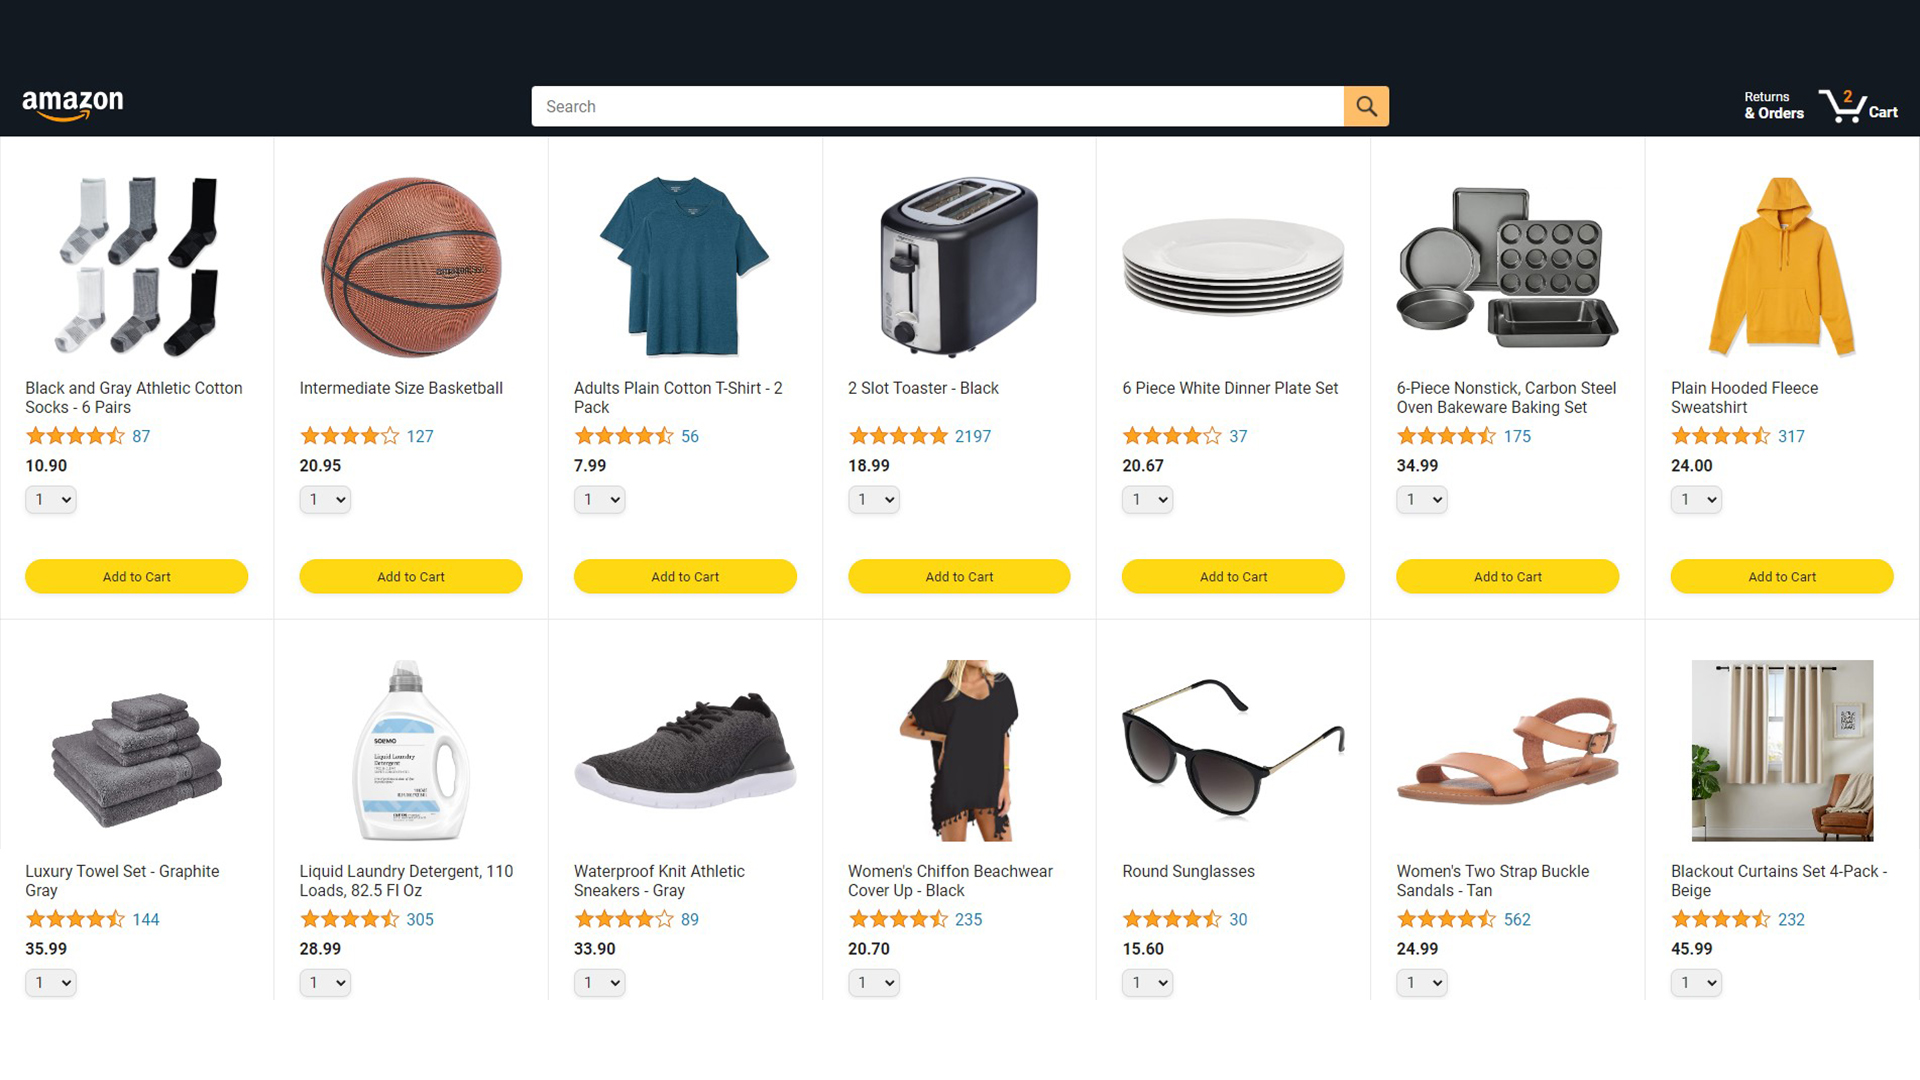 amazon
Search
Returns
& Orders
2
Cart
amazon
Black and Gray Athletic Cotton
Socks - 6 Pairs
87
10.90
1
Add to Cart
Intermediate Size Basketball
127
20.95
1
Add to Cart
Adults Plain Cotton T-Shirt - 2
Pack
56
7.99
1
Add to Cart
2 Slot Toaster - Black
2197
18.99
1
Add to Cart
6 Piece White Dinner Plate Set
37
20.67
1
Add to Cart
6-Piece Nonstick, Carbon Steel
Oven Bakeware Baking Set
175
34.99
1
Add to Cart
Plain Hooded Fleece
Sweatshirt
317
24.00
1
Add to Cart
Luxury Towel Set - Graphite
Gray
144
35.99
1
SOLIMO
Liquid Laundry
Detergent
Liquid Laundry Detergent, 110
Loads, 82.5 Fl Oz
305
28.99
1
Waterproof Knit Athletic
Sneakers - Gray
89
33.90
1
Women's Chiffon Beachwear
Cover Up - Black
235
20.70
1
Round Sunglasses
30
15.60
1
Women's Two Strap Buckle
Sandals - Tan
562
24.99
1
Blackout Curtains Set 4-Pack -
Beige
232
45.99
1